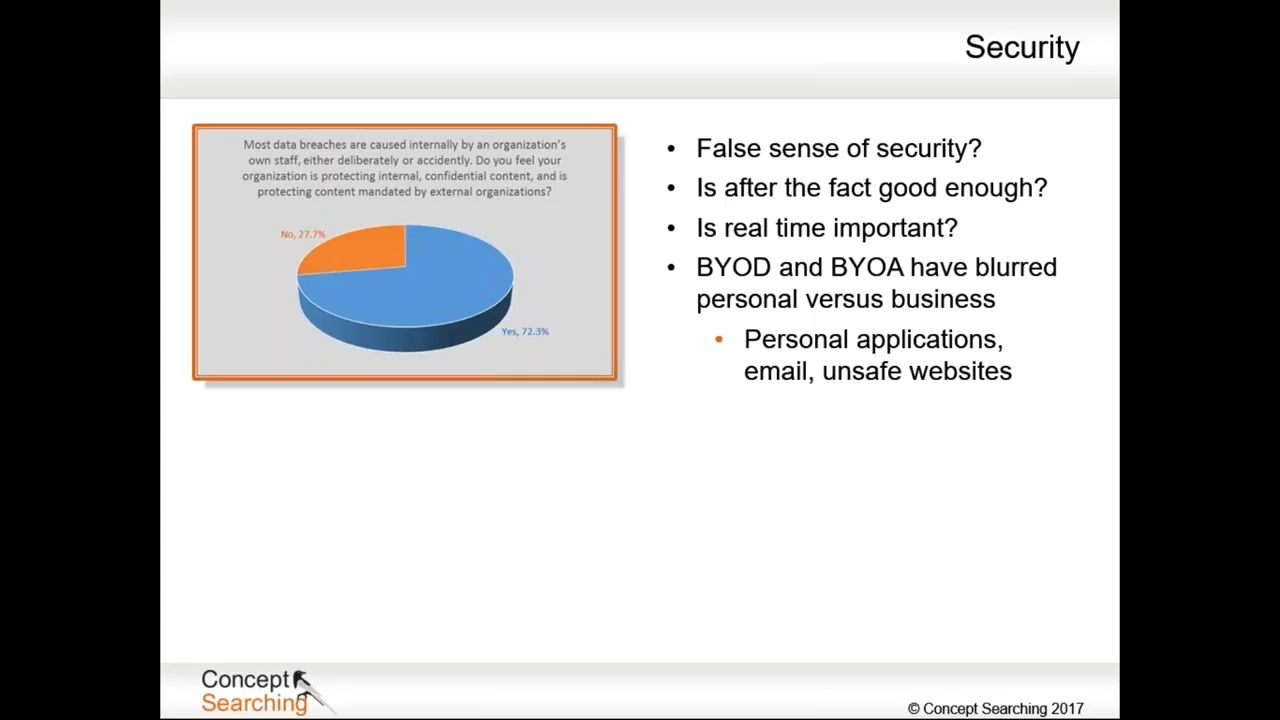 Security
Most data breaches are caused internally by an organization's
own staff, either deliberately or accidently. Do you feel your
organization is protecting internal, confidential content, and is
protecting content mandated by external organizations?
No, 27.7%
Yes, 72.3%
• False sense of security?
• Is after the fact good enough?
• Is real time important?
• BYOD and BYOA have blurred
personal versus business
• Personal applications,
email, unsafe websites
Concept
Searching
© Concept Searching 2017